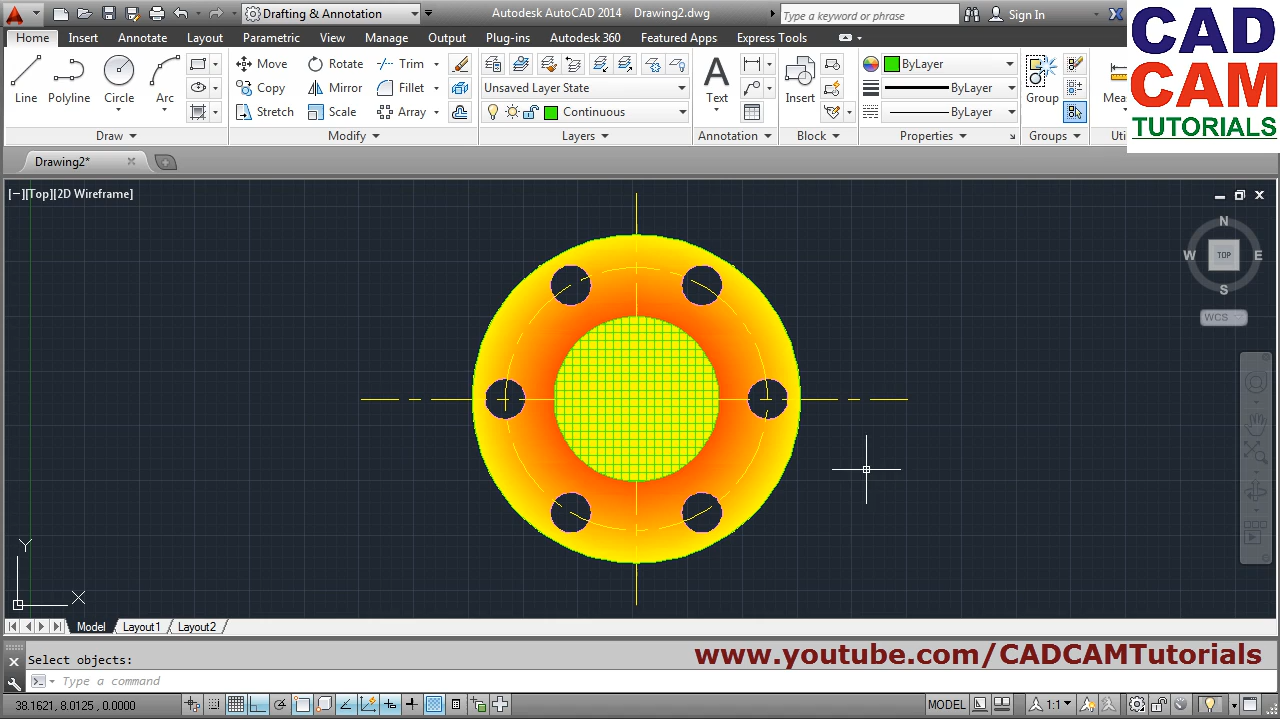 Drafting & Annotation
Autodesk AutoCAD 2014 Drawing2.dwg
Type a keyword or phrase
Sign In
Home Insert Annotate Layout Parametric View Manage Output Plug-ins Autodesk 360 Featured Apps Express Tools
CAD
CAM
TUTORIALS
Line Polyline Circle Arc
Move Rotate Trim
Copy Mirror Fillet
Stretch Scale Array
Unsaved Layer State
Continuous
Text
Insert
ByLayer
ByLayer
ByLayer
Group
Mea
Draw Modify Layers Annotation Block Properties Groups Uti
Drawing2*
[−][Top][2D Wireframe]
N
W TOP E
S
WCS
Y
X
Model Layout1 Layout2
Select objects:
www.youtube.com/CADCAMTutorials
Type a command
38.1621, 8.0125 , 0.0000
MODEL
1:1